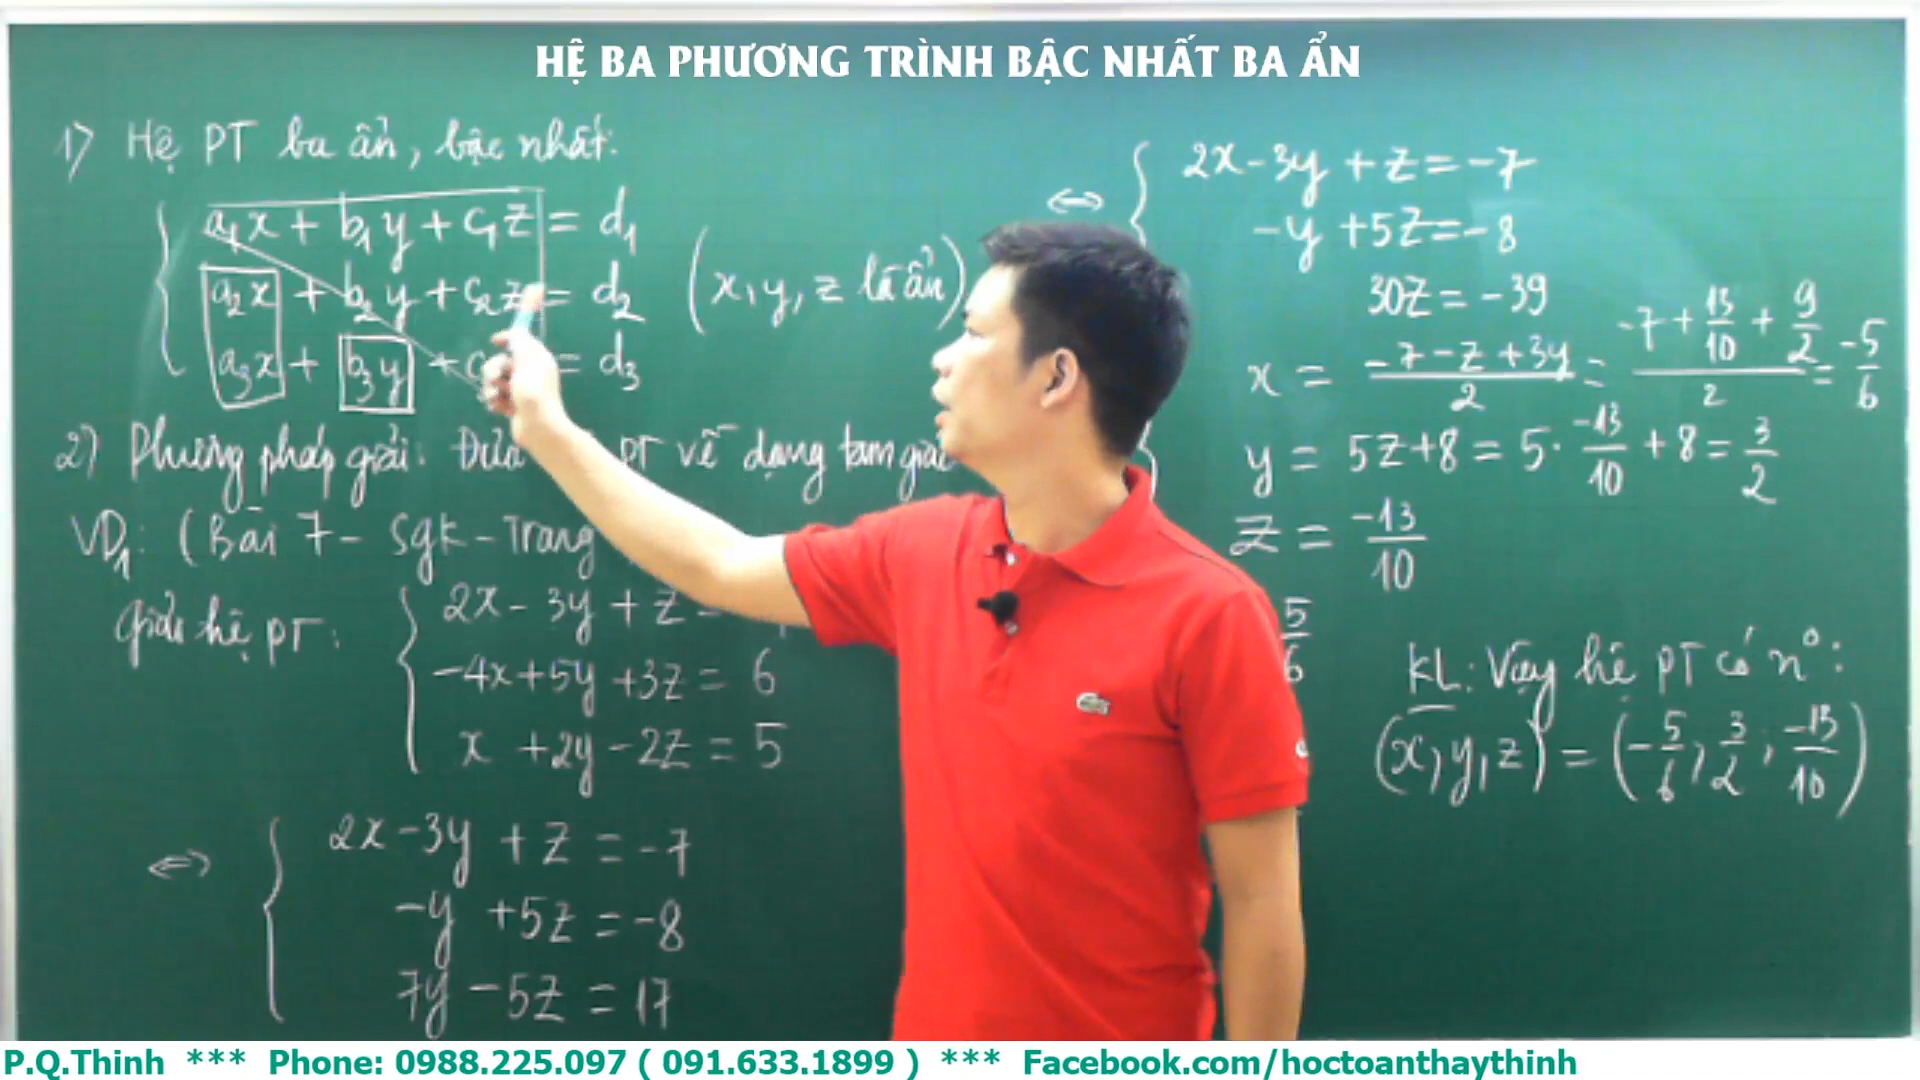 HỆ BA PHƯƠNG TRÌNH BẬC NHẤT BA ẨN
1) Hệ PT ba ẩn, bậc nhất:
a₁x + b₁y + c₁z = d₁
a₂x + b₂y + c₂z = d₂ (x, y, z là ẩn)
a₃x + b₃y + c = d₃
2) Phương pháp giải: Đưa PT về dạng tam giác
VD₁: (Bài 7 - Sgk - Trang
Giải hệ PT:
2x - 3y + z =
-4x + 5y + 3z = 6
x + 2y - 2z = 5
⇔ 2x - 3y + z = -7
-y + 5z = -8
7y - 5z = 17
⇔ 2x - 3y + z = -7
-y + 5z = -8
30z = -39
x = (-7 - z + 3y)/2 = (-7 + 13/10 + 9/2)/2 = -5/6
y = 5z + 8 = 5 · -13/10 + 8 = 3/2
z = -13/10
5/6
KL: Vậy hệ PT có n⁰:
(x, y, z) = (-5/6, 3/2, -13/10)
P.Q.Thinh *** Phone: 0988.225.097 ( 091.633.1899 ) *** Facebook.com/hoctoanthaythinh